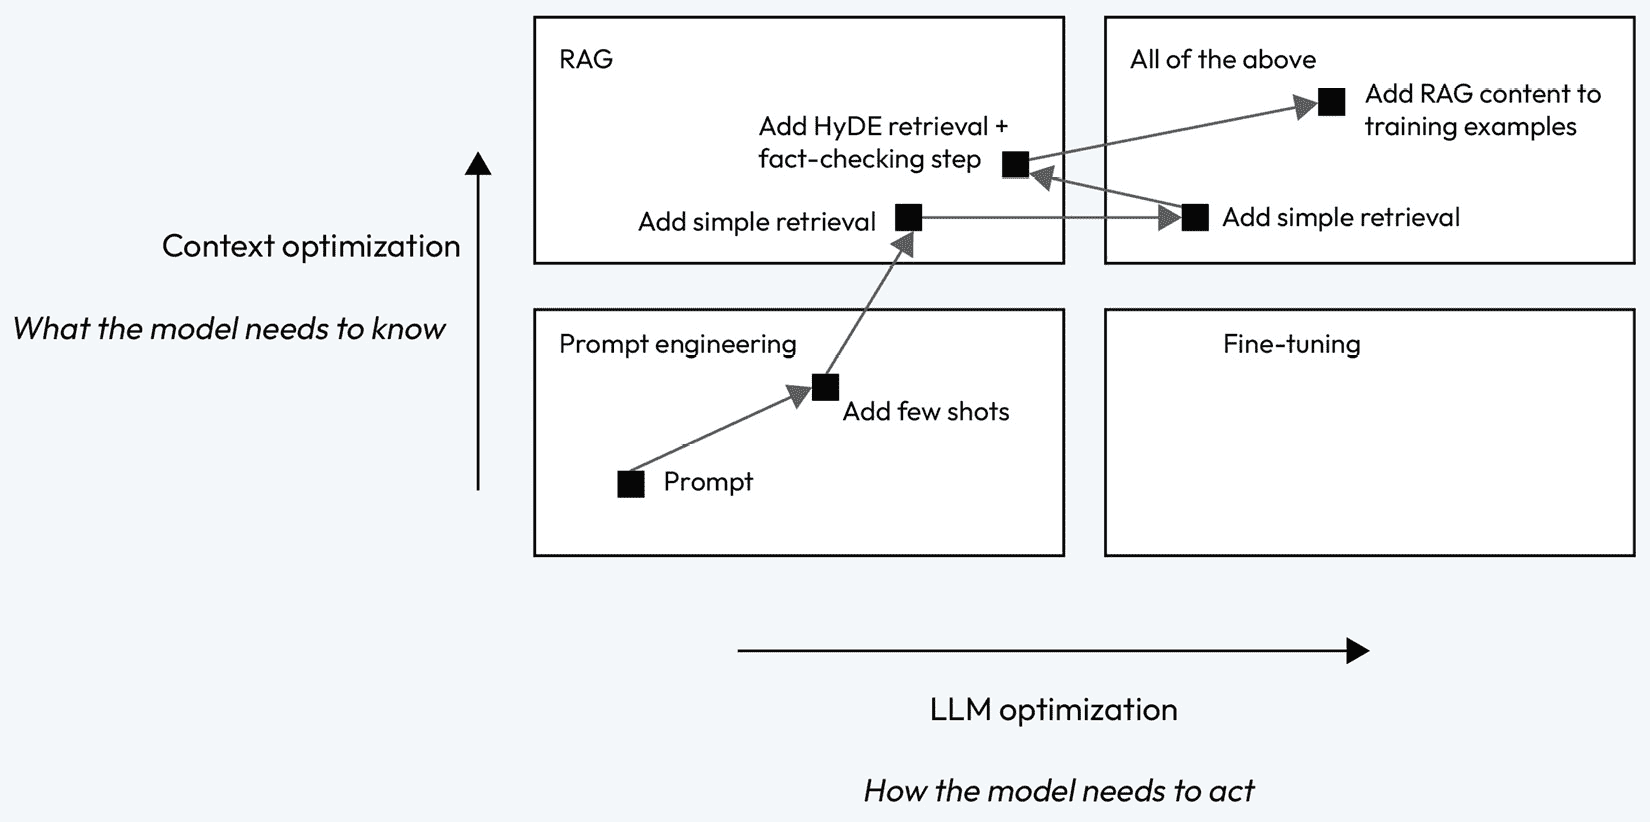 RAG
All of the above
Add RAG content to
training examples
Add HyDE retrieval +
fact-checking step
Add simple retrieval
Add simple retrieval
Context optimization
What the model needs to know
Prompt engineering
Fine-tuning
Add few shots
Prompt
LLM optimization
How the model needs to act